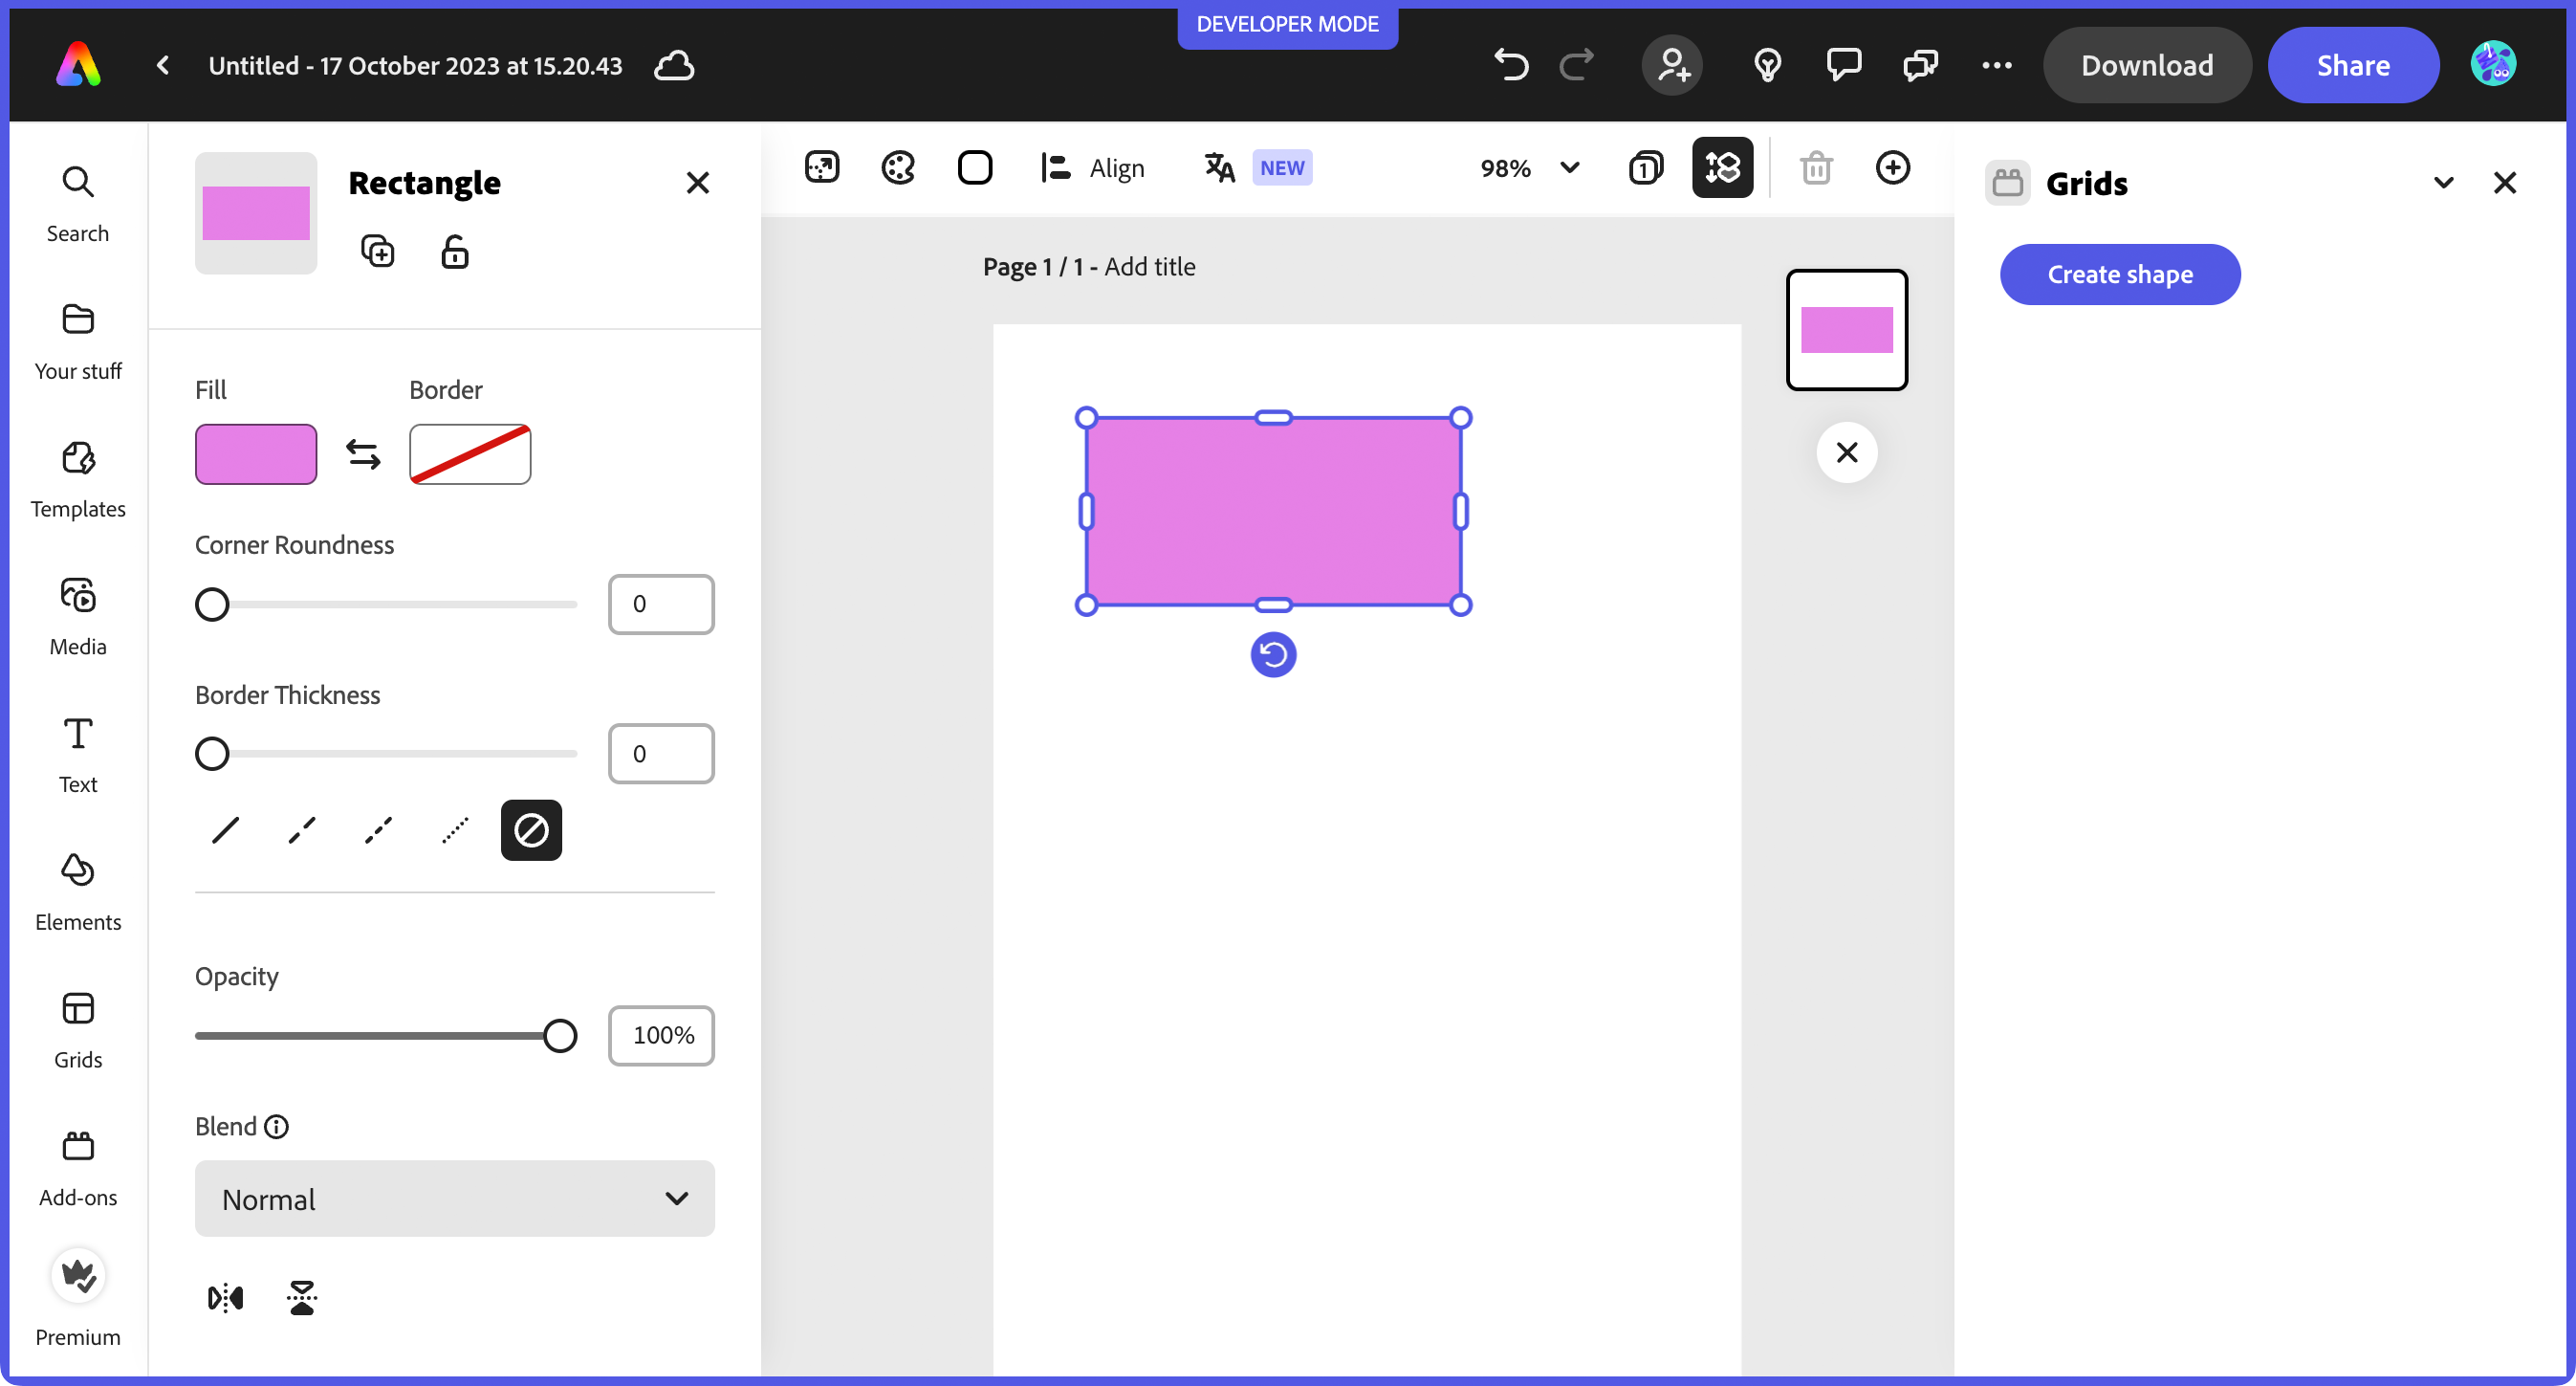 DEVELOPER MODE
Untitled - 17 October 2023 at 15.20.43
Download
Share
Search
Your stuff
Templates
Media
Text
Elements
Grids
Add-ons
Premium
Rectangle
Fill
Border
Corner Roundness
0
Border Thickness
0
Opacity
100%
Blend
Normal
Align
NEW
98%
1
Page 1 / 1 - Add title
Grids
Create shape